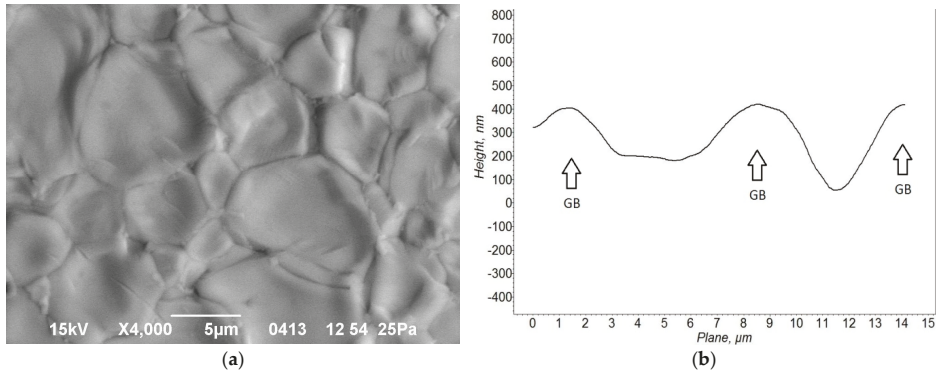 15kV X4,000 5µm 0413 12 54 25Pa
(a)
800
700
600
500
400
300
200
100
0
-100
-200
-300
-400
Height, nm
GB
GB
GB
0 1 2 3 4 5 6 7 8 9 10 11 12 13 14 15
Plane, µm
(b)